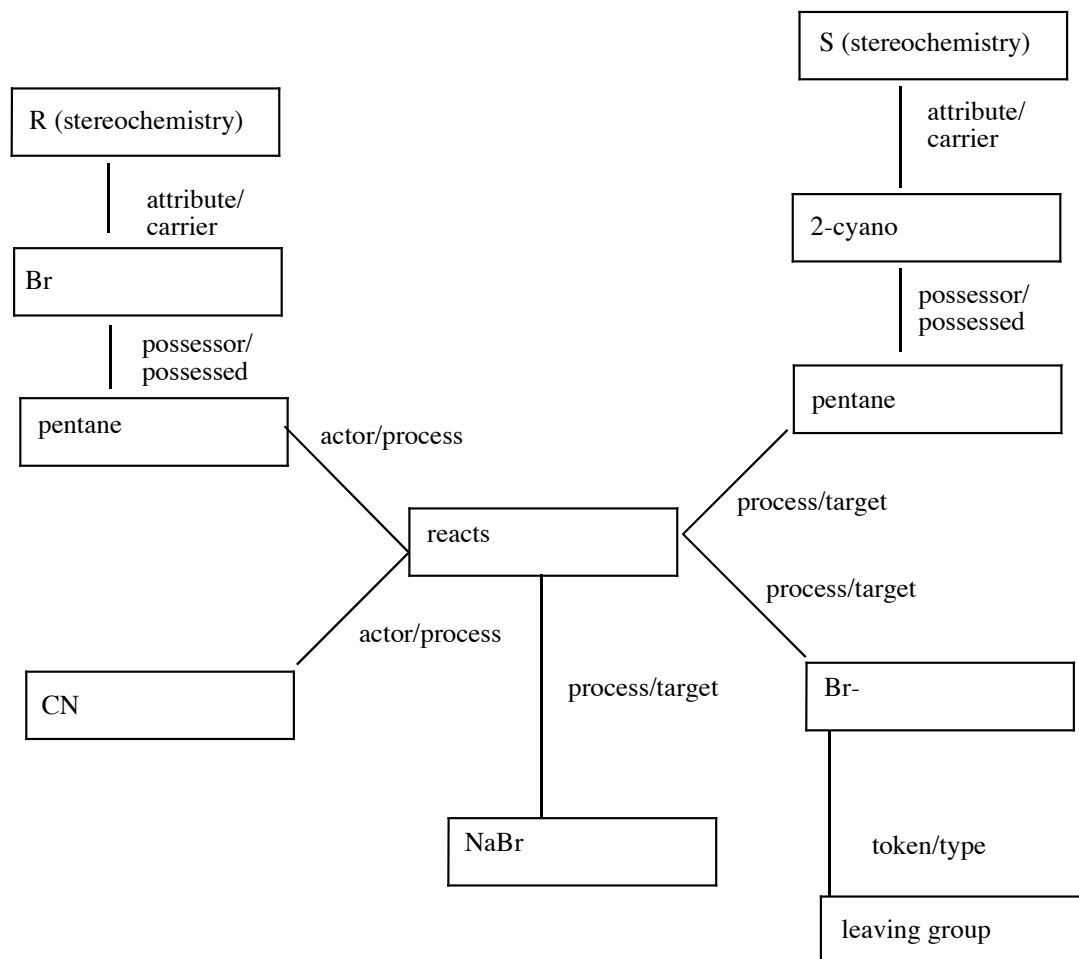 S (stereochemistry)
R (stereochemistry)
attribute/
carrier
attribute/
carrier
2-cyano
Br
possessor/
possessed
possessor/
possessed
pentane
pentane
actor/process
process/target
reacts
process/target
actor/process
process/target
Br-
CN
NaBr
token/type
leaving group